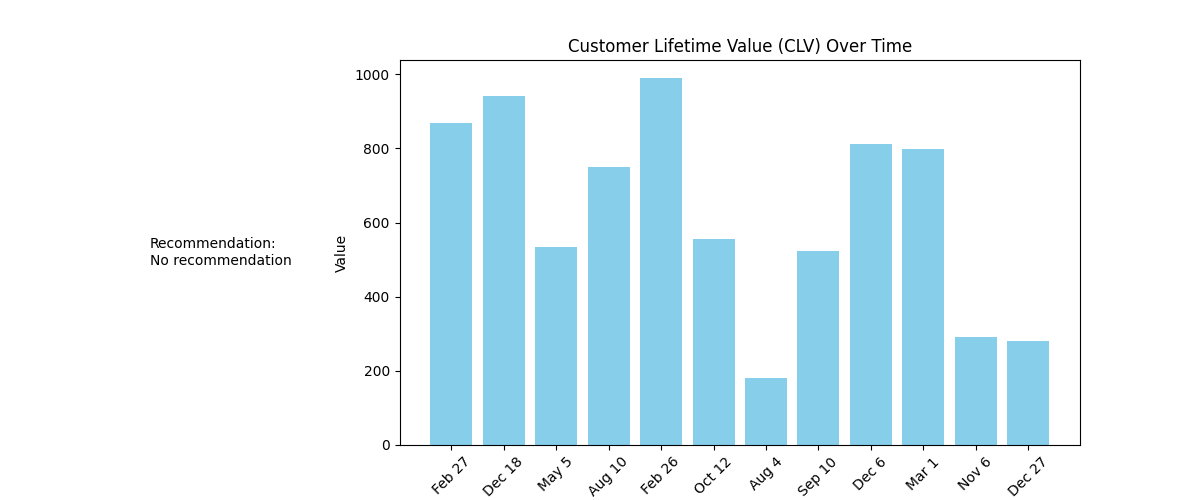 Customer Lifetime Value (CLV) Over Time
1000
800
600
400
200
0
Value
Recommendation:
No recommendation
Feb 27
Dec 18
May 5
Aug 10
Feb 26
Oct 12
Aug 4
Sep 10
Dec 6
Mar 1
Nov 6
Dec 27